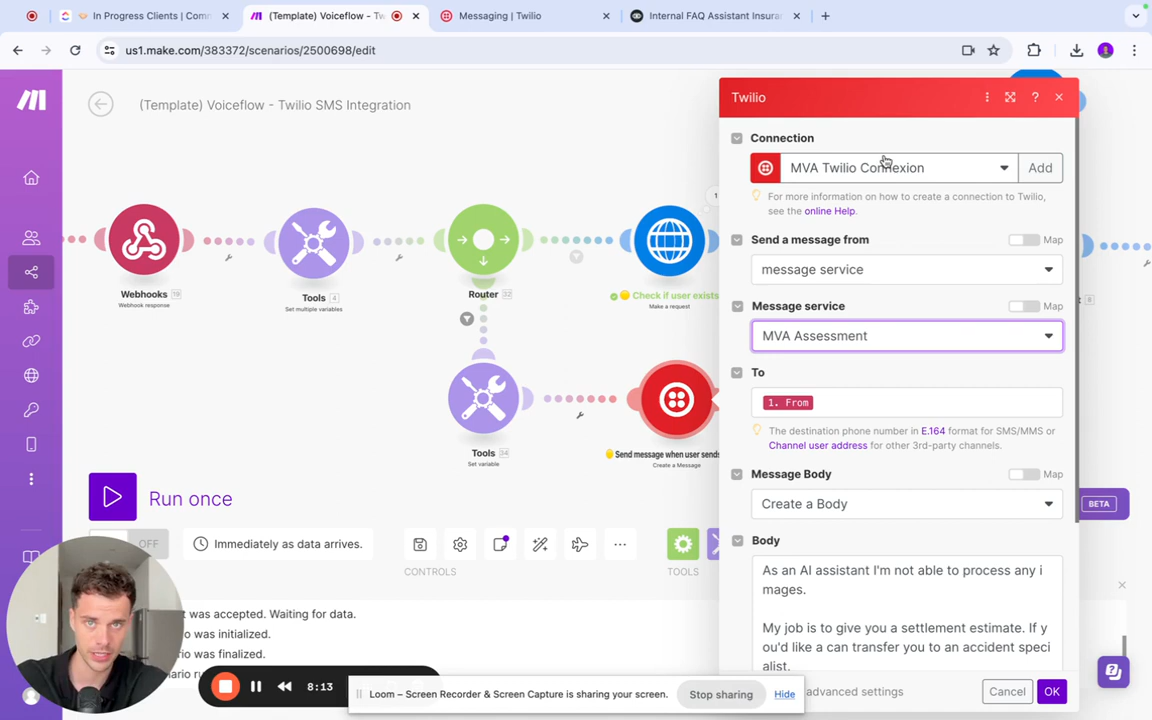 In Progress Clients | Comm
(Template) Voiceflow - Tw
Messaging | Twilio
Internal FAQ Assistant Insura
us1.make.com/383372/scenarios/2500698/edit
(Template) Voiceflow - Twilio SMS Integration
Twilio
Connection
MVA Twilio Connexion
Add
For more information on how to create a connection to Twilio,
see the online Help.
Send a message from
Map
message service
Message service
Map
MVA Assessment
To
1. From
The destination phone number in E.164 format for SMS/MMS or
Channel user address for other 3rd-party channels.
Message Body
Map
Create a Body
Body
As an AI assistant I'm not able to process any i
mages.
My job is to give you a settlement estimate. If y
ou'd like a can transfer you to an accident speci
alist.
advanced settings
Cancel
OK
1
Webhooks 19
Webhook response
Tools 4
Set multiple variables
Router 32
Check if user exists
Make a request
8
Tools 34
Set variable
Send message when user sends
Create a Message
Run once
OFF
Immediately as data arrives.
CONTROLS
TOOLS
BETA
was accepted. Waiting for data.
o was initialized.
o was finalized.
8:13
Loom – Screen Recorder & Screen Capture is sharing your screen.
Stop sharing
Hide